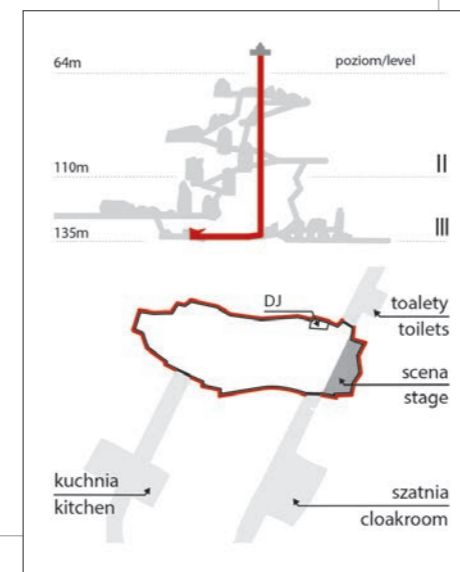 64m
poziom/level
110m
II
135m
III
DJ
toalety
toilets
scena
stage
kuchnia
kitchen
szatnia
cloakroom